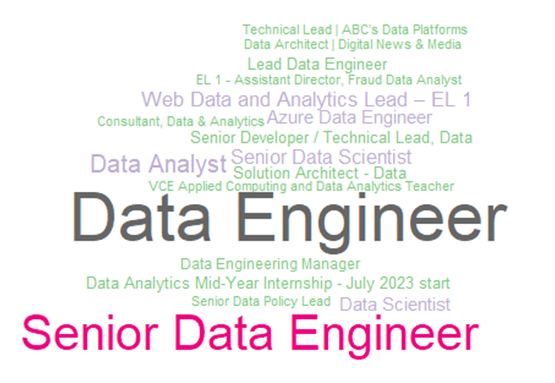 Technical Lead | ABC's Data Platforms
Data Architect | Digital News & Media
Lead Data Engineer
EL 1 - Assistant Director, Fraud Data Analyst
Web Data and Analytics Lead – EL 1
Consultant, Data & Analytics Azure Data Engineer
Senior Developer / Technical Lead, Data
Data Analyst Senior Data Scientist
Solution Architect - Data
VCE Applied Computing and Data Analytics Teacher
Data Engineer
Data Engineering Manager
Data Analytics Mid-Year Internship - July 2023 start
Senior Data Policy Lead Data Scientist
Senior Data Engineer